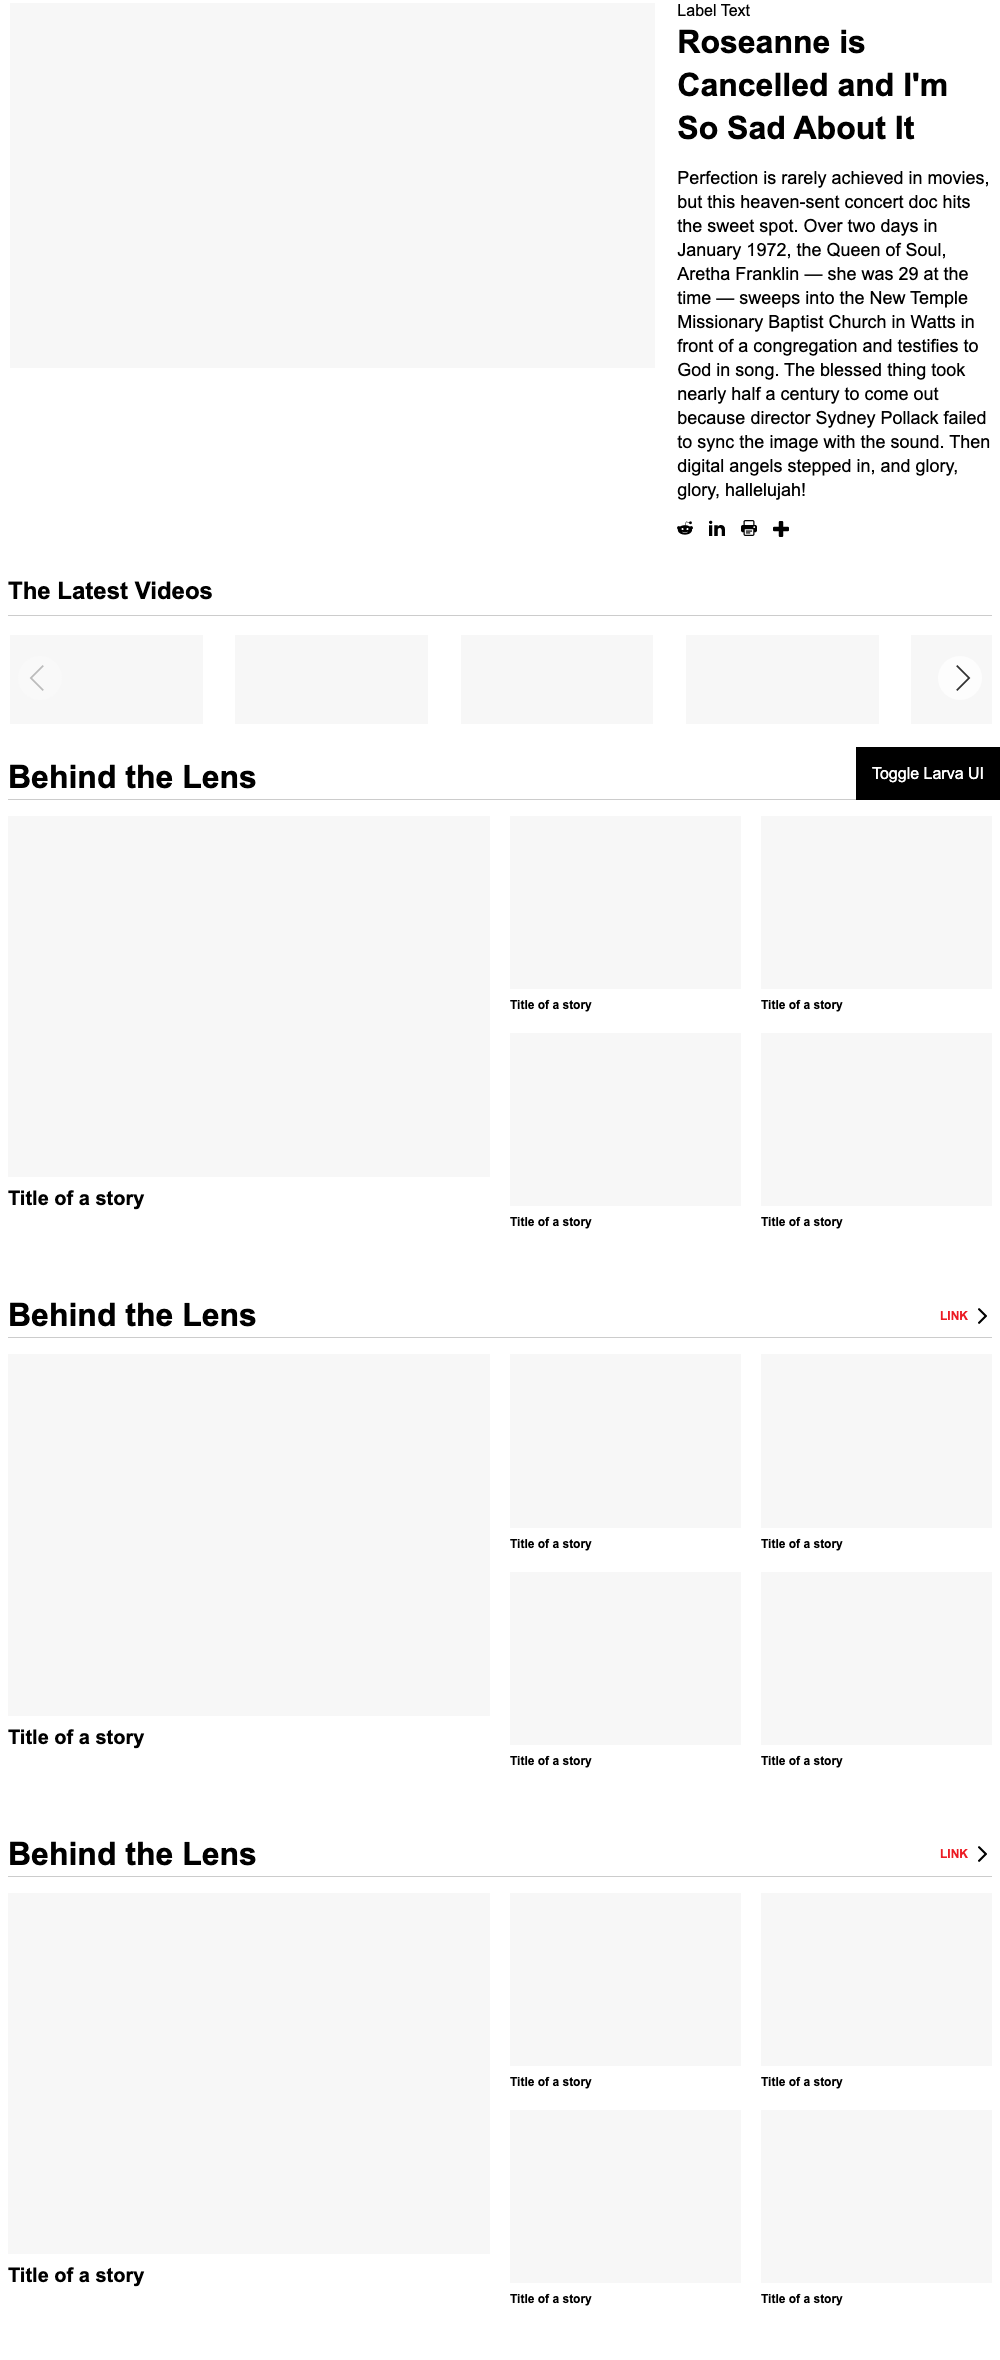 Label Text
Roseanne is
Cancelled and I'm
So Sad About It
Perfection is rarely achieved in movies,
but this heaven-sent concert doc hits
the sweet spot. Over two days in
January 1972, the Queen of Soul,
Aretha Franklin — she was 29 at the
time — sweeps into the New Temple
Missionary Baptist Church in Watts in
front of a congregation and testifies to
God in song. The blessed thing took
nearly half a century to come out
because director Sydney Pollack failed
to sync the image with the sound. Then
digital angels stepped in, and glory,
glory, hallelujah!
The Latest Videos
Behind the Lens
Toggle Larva UI
Title of a story
Title of a story
Title of a story
Title of a story
Title of a story
Behind the Lens
LINK
Title of a story
Title of a story
Title of a story
Title of a story
Title of a story
Behind the Lens
LINK
Title of a story
Title of a story
Title of a story
Title of a story
Title of a story